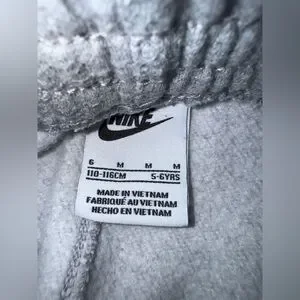 NIKE
6 M M M
110-116CM 5-6YRS
MADE IN VIETNAM
FABRIQUÉ AU VIETNAM
HECHO EN VIETNAM